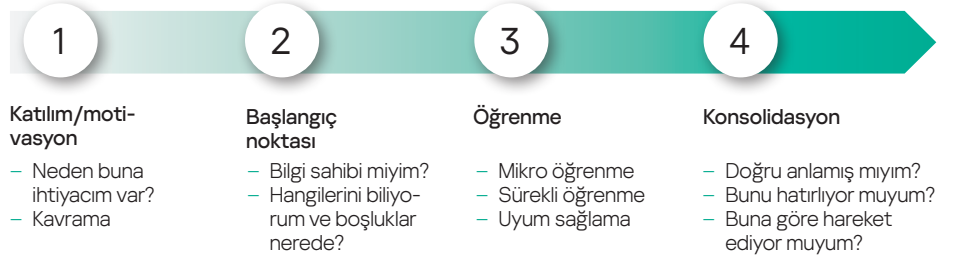 1
2
3
4
Katılım/moti-
vasyon
– Neden buna
ihtiyacım var?
– Kavrama
Başlangıç
noktası
– Bilgi sahibi miyim?
– Hangilerini biliyo-
rum ve boşluklar
nerede?
Öğrenme
– Mikro öğrenme
– Sürekli öğrenme
– Uyum sağlama
Konsolidasyon
– Doğru anlamış mıyım?
– Bunu hatırlıyor muyum?
– Buna göre hareket
ediyor muyum?